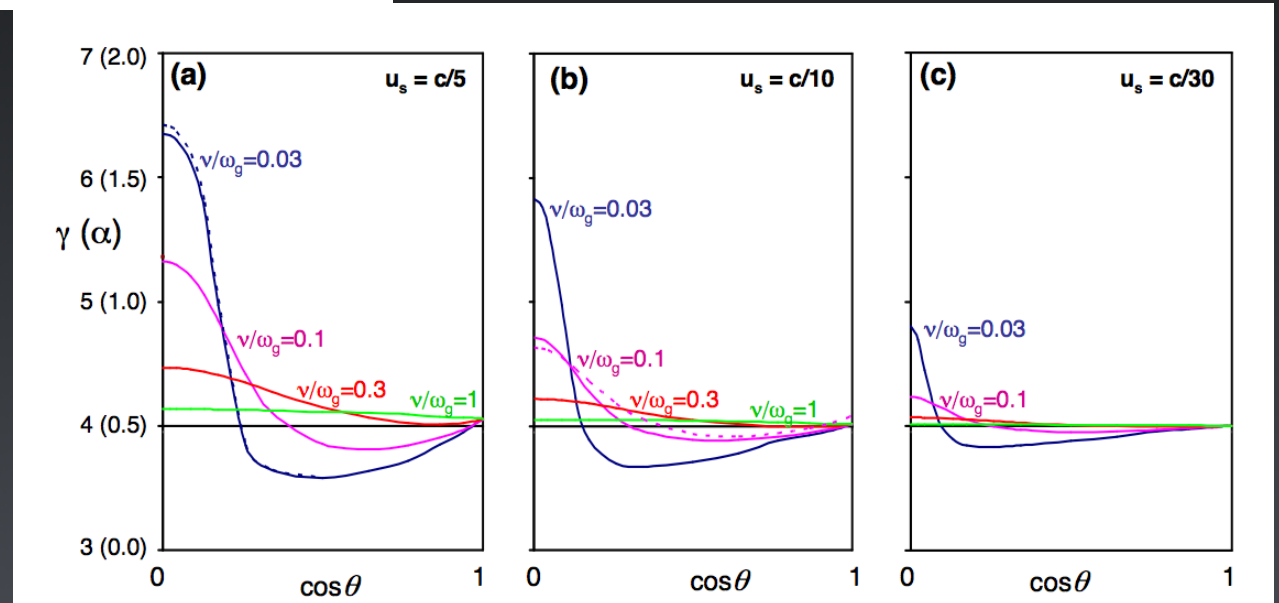 7 (2.0)
6 (1.5)
γ (α)
5 (1.0)
4 (0.5)
3 (0.0)
(a)
u_s = c/5
ν/ω_g=0.03
ν/ω_g=0.1
ν/ω_g=0.3
ν/ω_g=1
0
cosθ
1
(b)
u_s = c/10
ν/ω_g=0.03
ν/ω_g=0.1
ν/ω_g=0.3
ν/ω_g=1
0
cosθ
1
(c)
u_s = c/30
ν/ω_g=0.03
ν/ω_g=0.1
0
cosθ
1